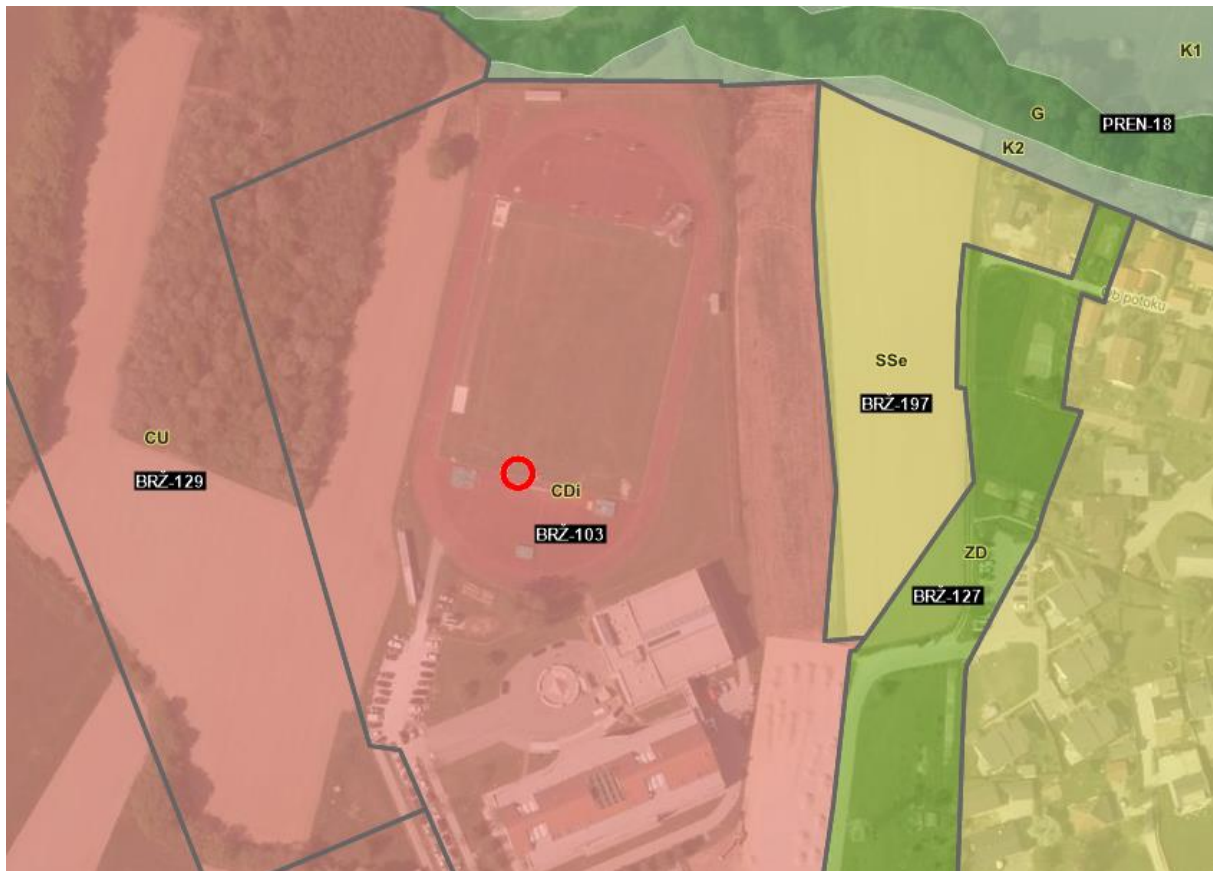 K1
G
PREN-18
K2
Ob potoku
SSe
BRŽ-197
CU
BRŽ-129
CDi
BRŽ-103
ZD
BRŽ-127